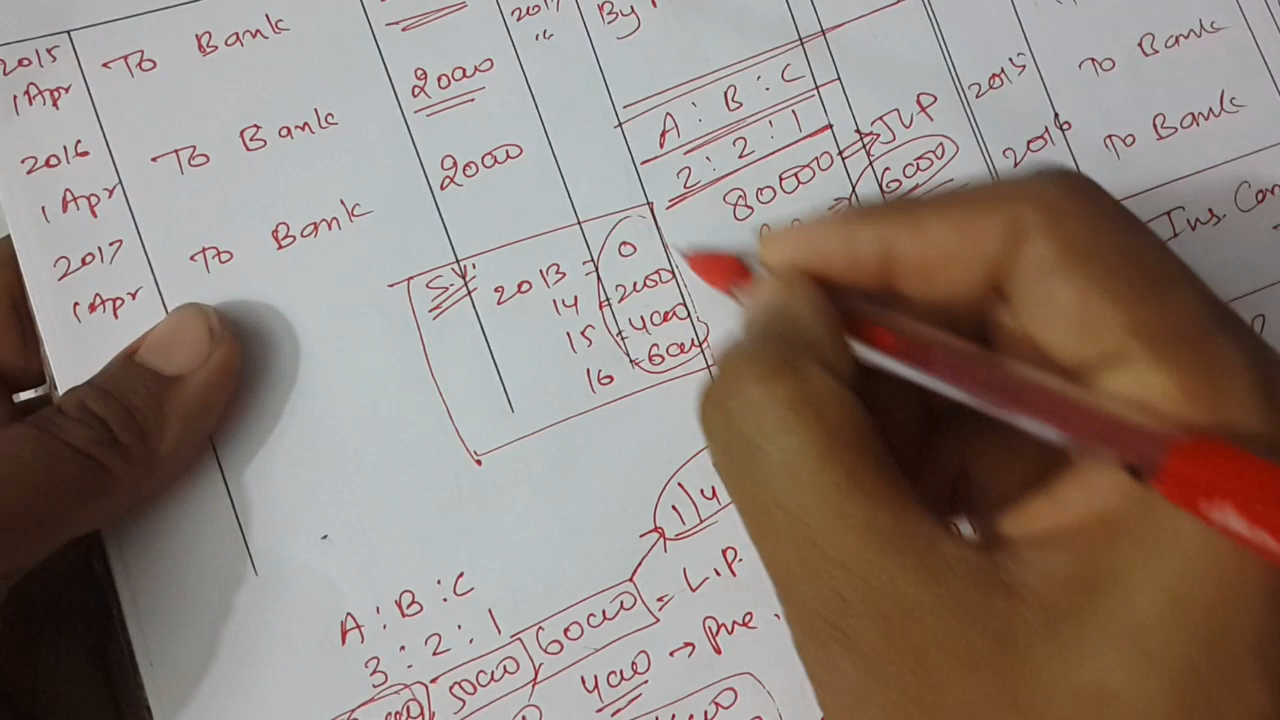 2015 To Bank 2000
1 Apr
2016 To Bank 2000
1 Apr
2017 To Bank
1 Apr
2017 By
"
A : B : C
2 : 2 : 1
80000 JLP
6000
S.V.
2013 = 0
14 = 2000
15 = 4000
16 = 6000
1/4
A : B : C
3 : 2 : 1
5000 60000 = L.I.P.
4000 → Pre.
2015 To Bank
2016 To Bank
Ins. Com